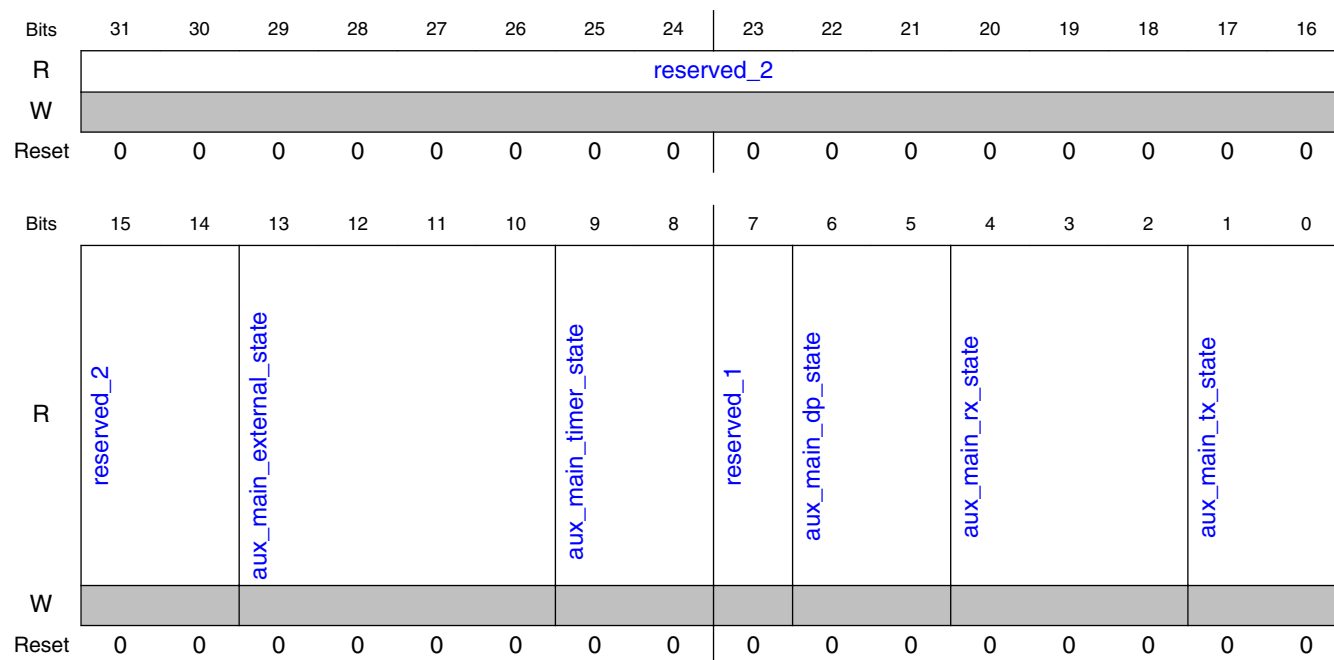 Bits 31 30 29 28 27 26 25 24 23 22 21 20 19 18 17 16
R reserved_2
W
Reset 0 0 0 0 0 0 0 0 0 0 0 0 0 0 0 0
Bits 15 14 13 12 11 10 9 8 7 6 5 4 3 2 1 0
R reserved_2 aux_main_external_state aux_main_timer_state reserved_1 aux_main_dp_state aux_main_rx_state aux_main_tx_state
W
Reset 0 0 0 0 0 0 0 0 0 0 0 0 0 0 0 0